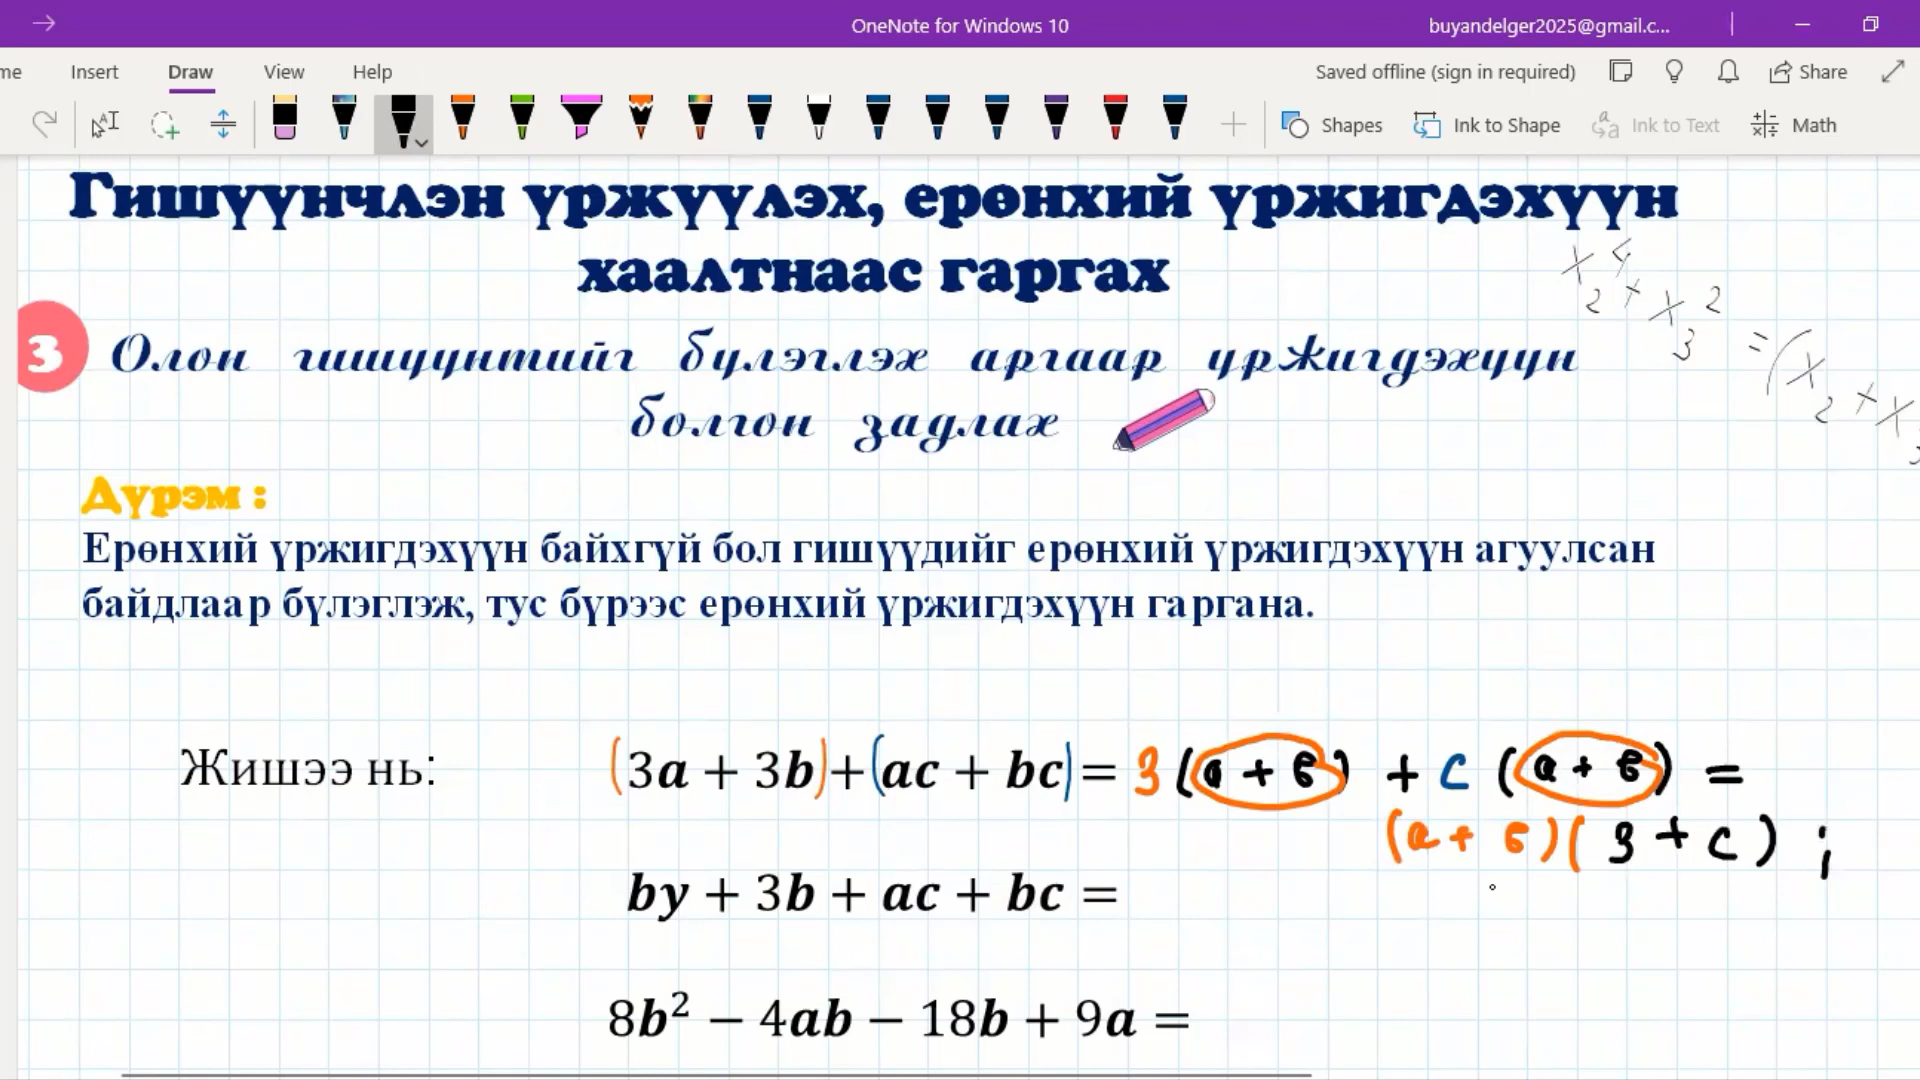 OneNote for Windows 10
buyandelger2025@gmail.c...
me Insert Draw View Help
Saved offline (sign in required) Share
Shapes Ink to Shape Ink to Text Math
Гишүүнчлэн үржүүлэх, ерөнхий үржигдэхүүн
хаалтнаас гаргах
3 Олон гишүүнтийг бүлэглэх аргаар үржигдэхүүн
болгон задлах
Дүрэм :
Ерөнхий үржигдэхүүн байхгүй бол гишүүдийг ерөнхий үржигдэхүүн агуулсан
байдлаар бүлэглэж, тус бүрээс ерөнхий үржигдэхүүн гаргана.
Жишээ нь: (3a + 3b)+(ac + bc)= 3 (a + б) + c (a + б) =
(a + б)( 3 + c ) ;
by + 3b + ac + bc =
8b² − 4ab − 18b + 9a =